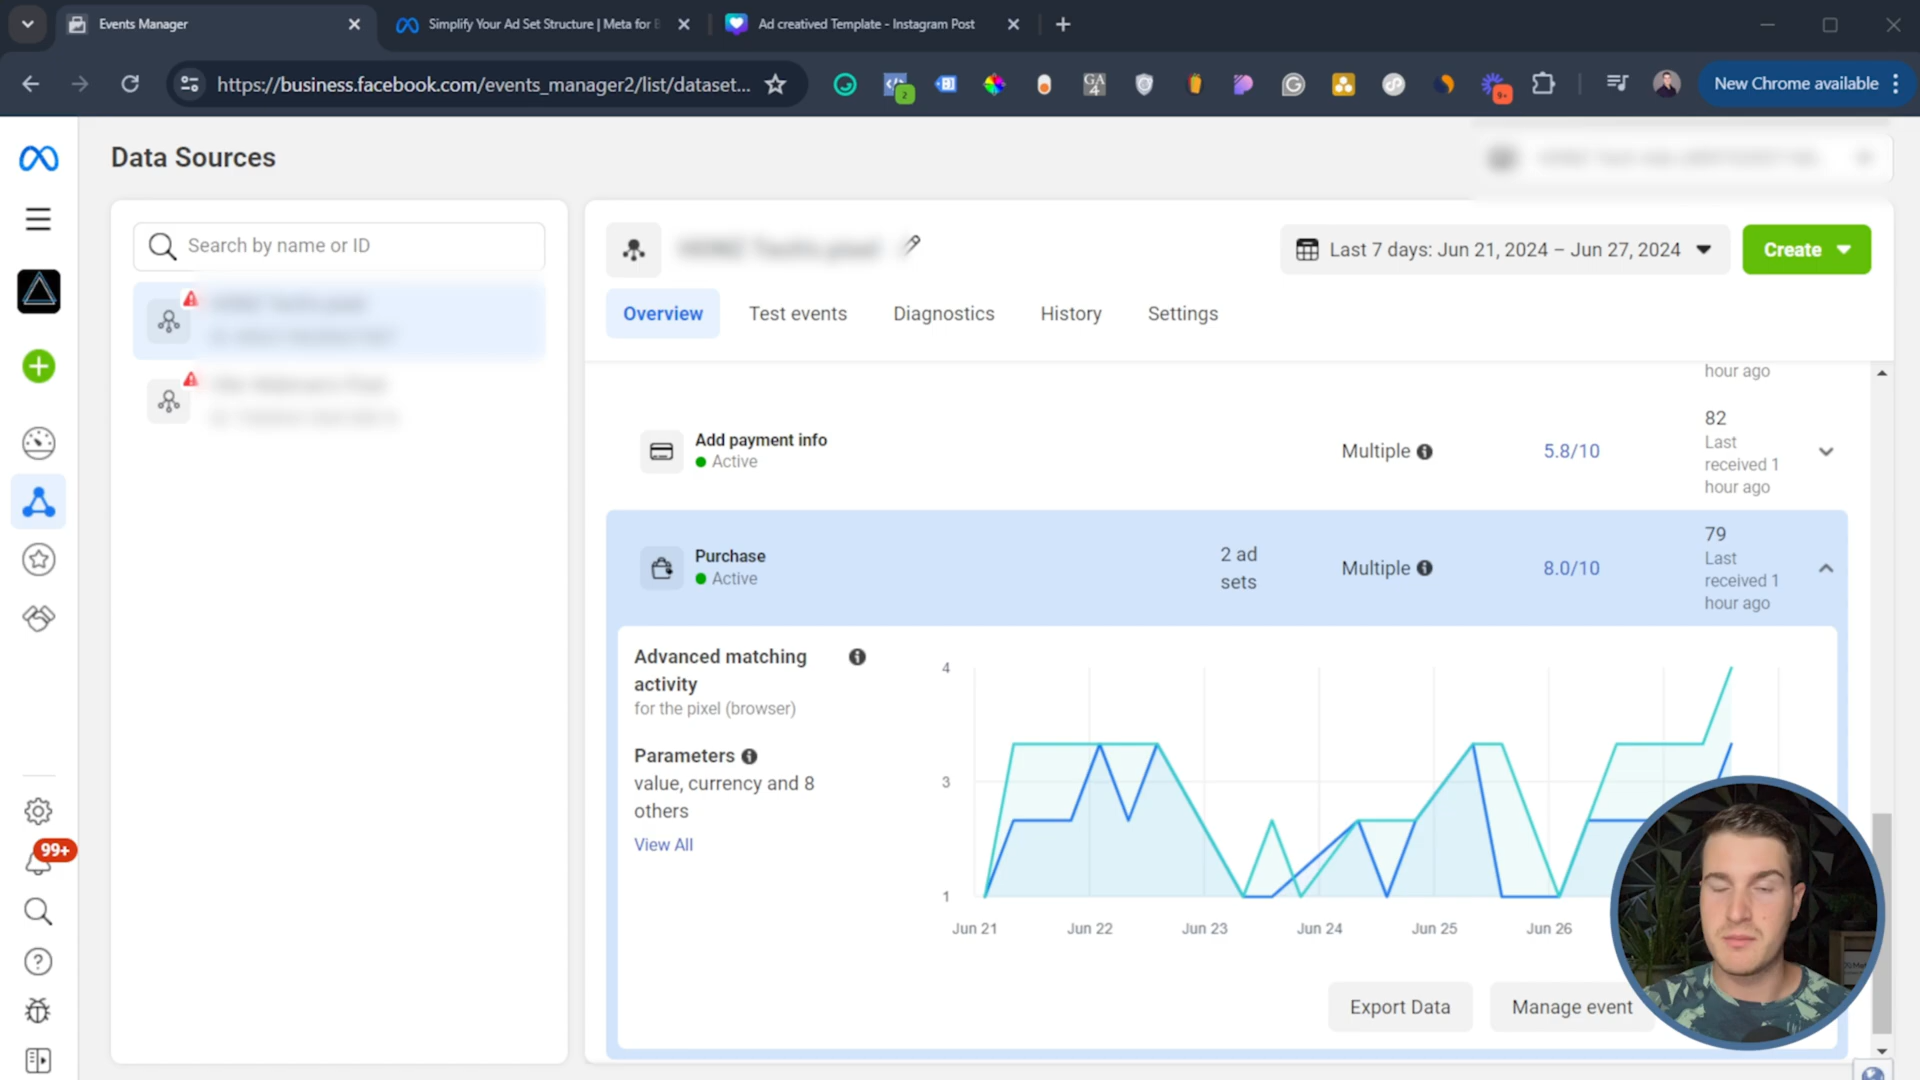 Events Manager
Simplify Your Ad Set Structure | Meta for B
Ad creatived Template - Instagram Post
https://business.facebook.com/events_manager2/list/dataset...
2
GA
4
9+
New Chrome available
Data Sources
Search by name or ID
Last 7 days: Jun 21, 2024 – Jun 27, 2024
Create
Overview
Test events
Diagnostics
History
Settings
hour ago
Add payment info
Active
Multiple
5.8/10
82
Last
received 1
hour ago
Purchase
Active
2 ad
sets
Multiple
8.0/10
79
Last
received 1
hour ago
Advanced matching
activity
for the pixel (browser)
Parameters
value, currency and 8
others
View All
4
3
1
Jun 21
Jun 22
Jun 23
Jun 24
Jun 25
Jun 26
Export Data
Manage event
99+